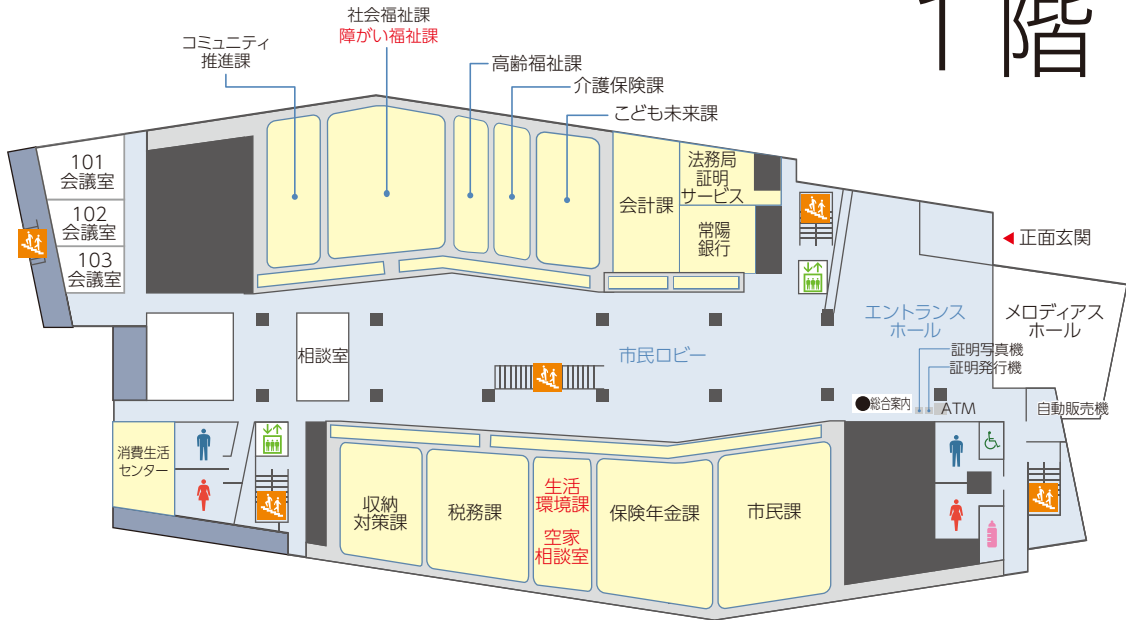 1階
社会福祉課
障がい福祉課
コミュニティ
推進課
高齢福祉課
介護保険課
こども未来課
101
会議室
102
会議室
103
会議室
会計課
法務局
証明
サービス
常陽
銀行
正面玄関
エントランス
ホール
メロディアス
ホール
相談室
市民ロビー
証明写真機
証明発行機
●総合案内
ATM
自動販売機
消費生活
センター
収納
対策課
税務課
生活
環境課
空家
相談室
保険年金課
市民課